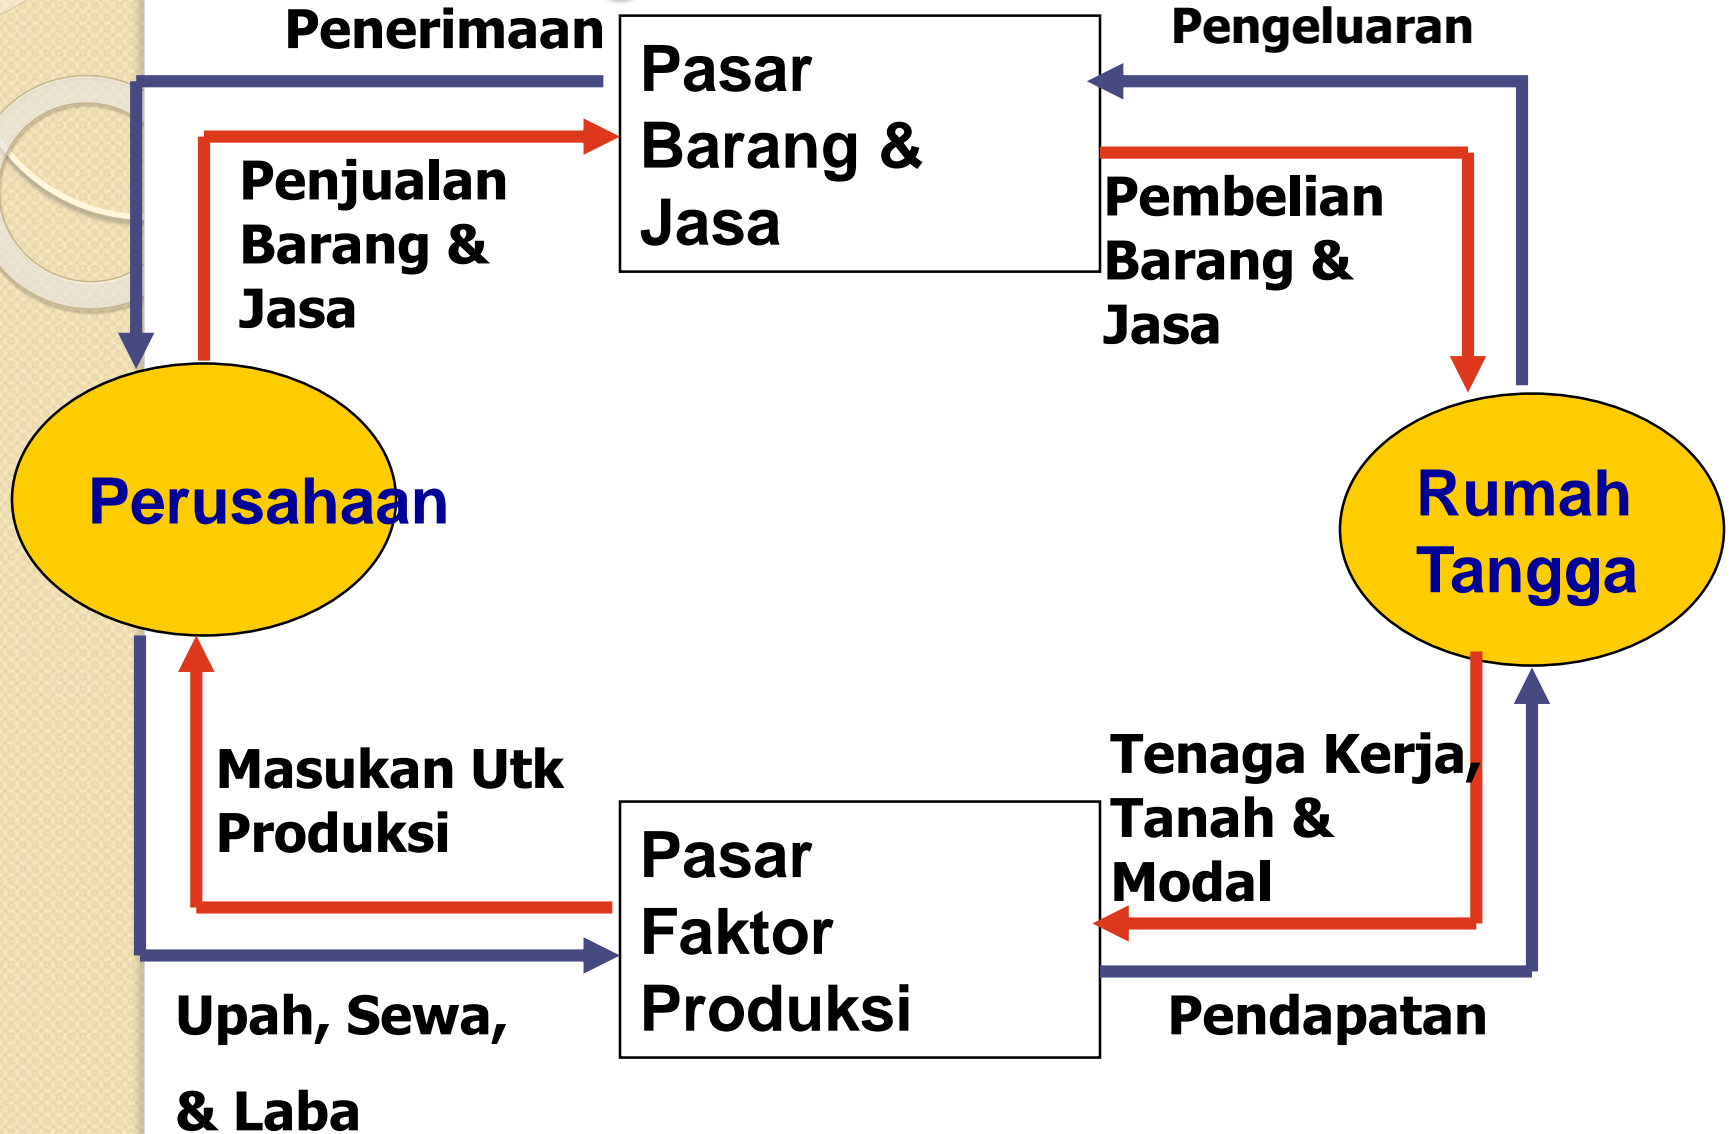 Penerimaan
Pengeluaran
Pasar
Barang &
Jasa
Penjualan
Barang &
Jasa
Pembelian
Barang &
Jasa
Perusahaan
Rumah
Tangga
Masukan Utk
Produksi
Tenaga Kerja,
Tanah &
Modal
Pasar
Faktor
Produksi
Upah, Sewa,
& Laba
Pendapatan